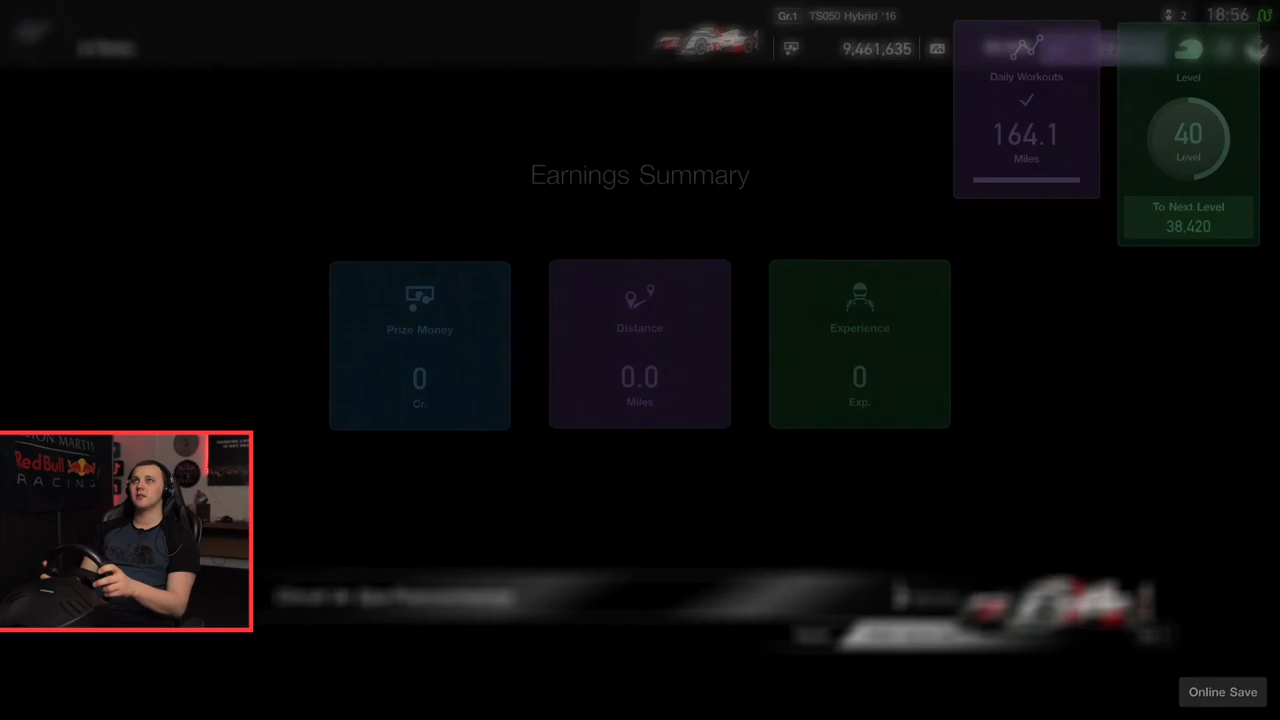 Gr.1 TS050 Hybrid '16
2 18:56
9,461,635
Daily Workouts
164.1
Miles
Level
40
Level
To Next Level
38,420
Earnings Summary
Prize Money
0
Cr.
Distance
0.0
Miles
Experience
0
Exp.
MARTIN
Red Bull
RACING
Online Save